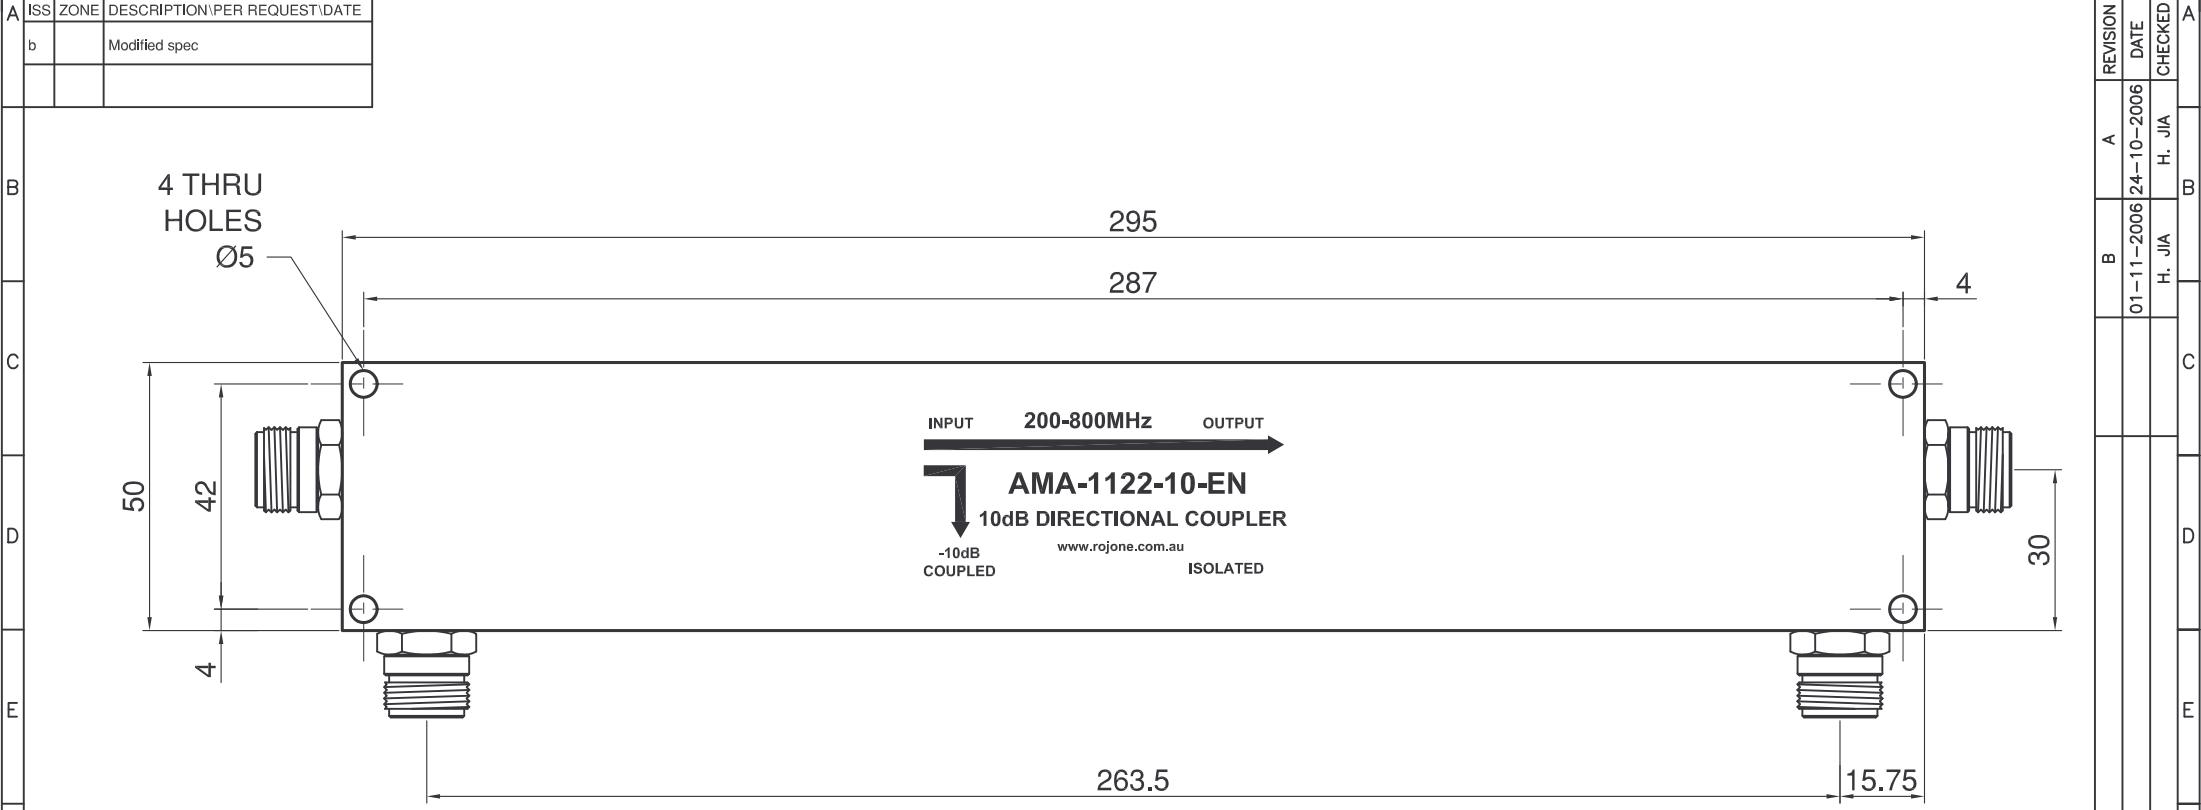 A
ISS ZONE DESCRIPTION\PER REQUEST\DATE
b Modified spec
B
C
D
E
4 THRU
HOLES
Ø5
295
287
4
50
42
4
INPUT 200-800MHz OUTPUT
AMA-1122-10-EN
10dB DIRECTIONAL COUPLER
www.rojone.com.au
-10dB
COUPLED
ISOLATED
30
263.5
15.75
REVISION A B
DATE 24-10-2006 01-11-2006
CHECKED H. JIA H. JIA
A
B
C
D
E